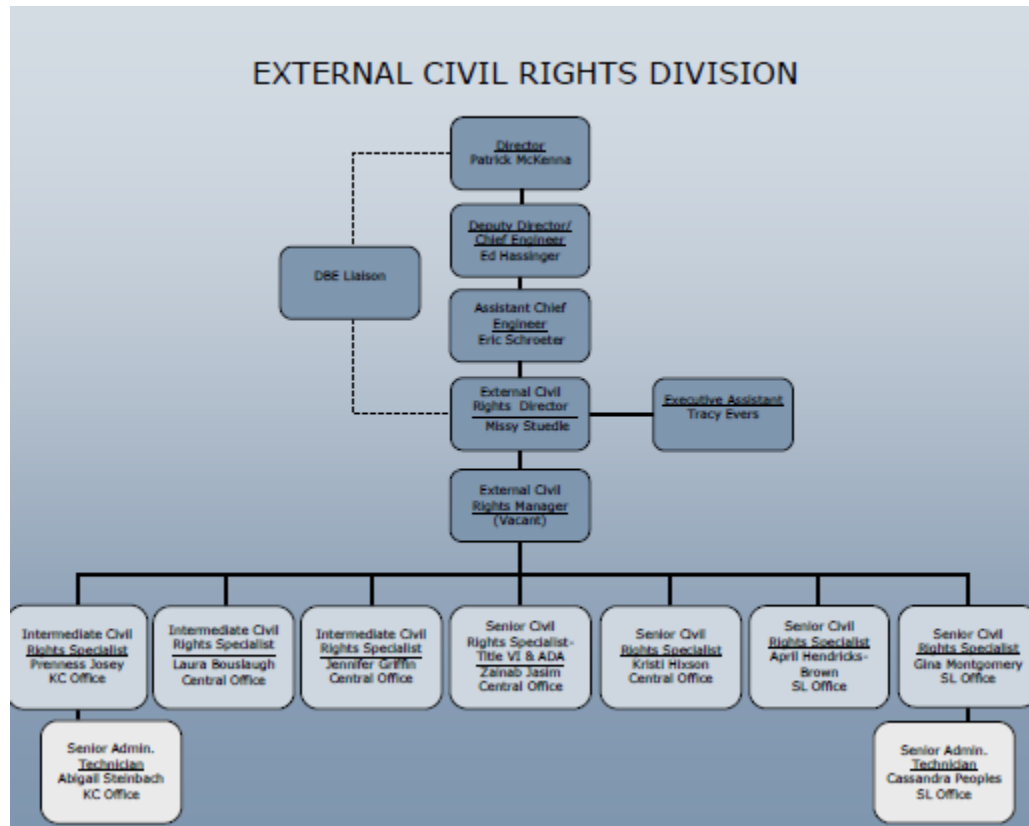 EXTERNAL CIVIL RIGHTS DIVISION
Director
Patrick McKenna
Deputy Director/
Chief Engineer
Ed Hassinger
DBE Liaison
Assistant Chief
Engineer
Eric Schroeter
External Civil
Rights Director
Missy Stuedle
Executive Assistant
Tracy Evers
External Civil
Rights Manager
(Vacant)
Intermediate Civil
Rights Specialist
Prenness Josey
KC Office
Intermediate Civil
Rights Specialist
Laura Bouslaugh
Central Office
Intermediate Civil
Rights Specialist
Jennifer Griffin
Central Office
Senior Civil
Rights Specialist-
Title VI & ADA
Zainab Jasim
Central Office
Senior Civil
Rights Specialist
Kristi Hixson
Central Office
Senior Civil
Rights Specialist
April Hendricks-
Brown
SL Office
Senior Civil
Rights Specialist
Gina Montgomery
SL Office
Senior Admin.
Technician
Abigail Steinbach
KC Office
Senior Admin.
Technician
Cassandra Peoples
SL Office